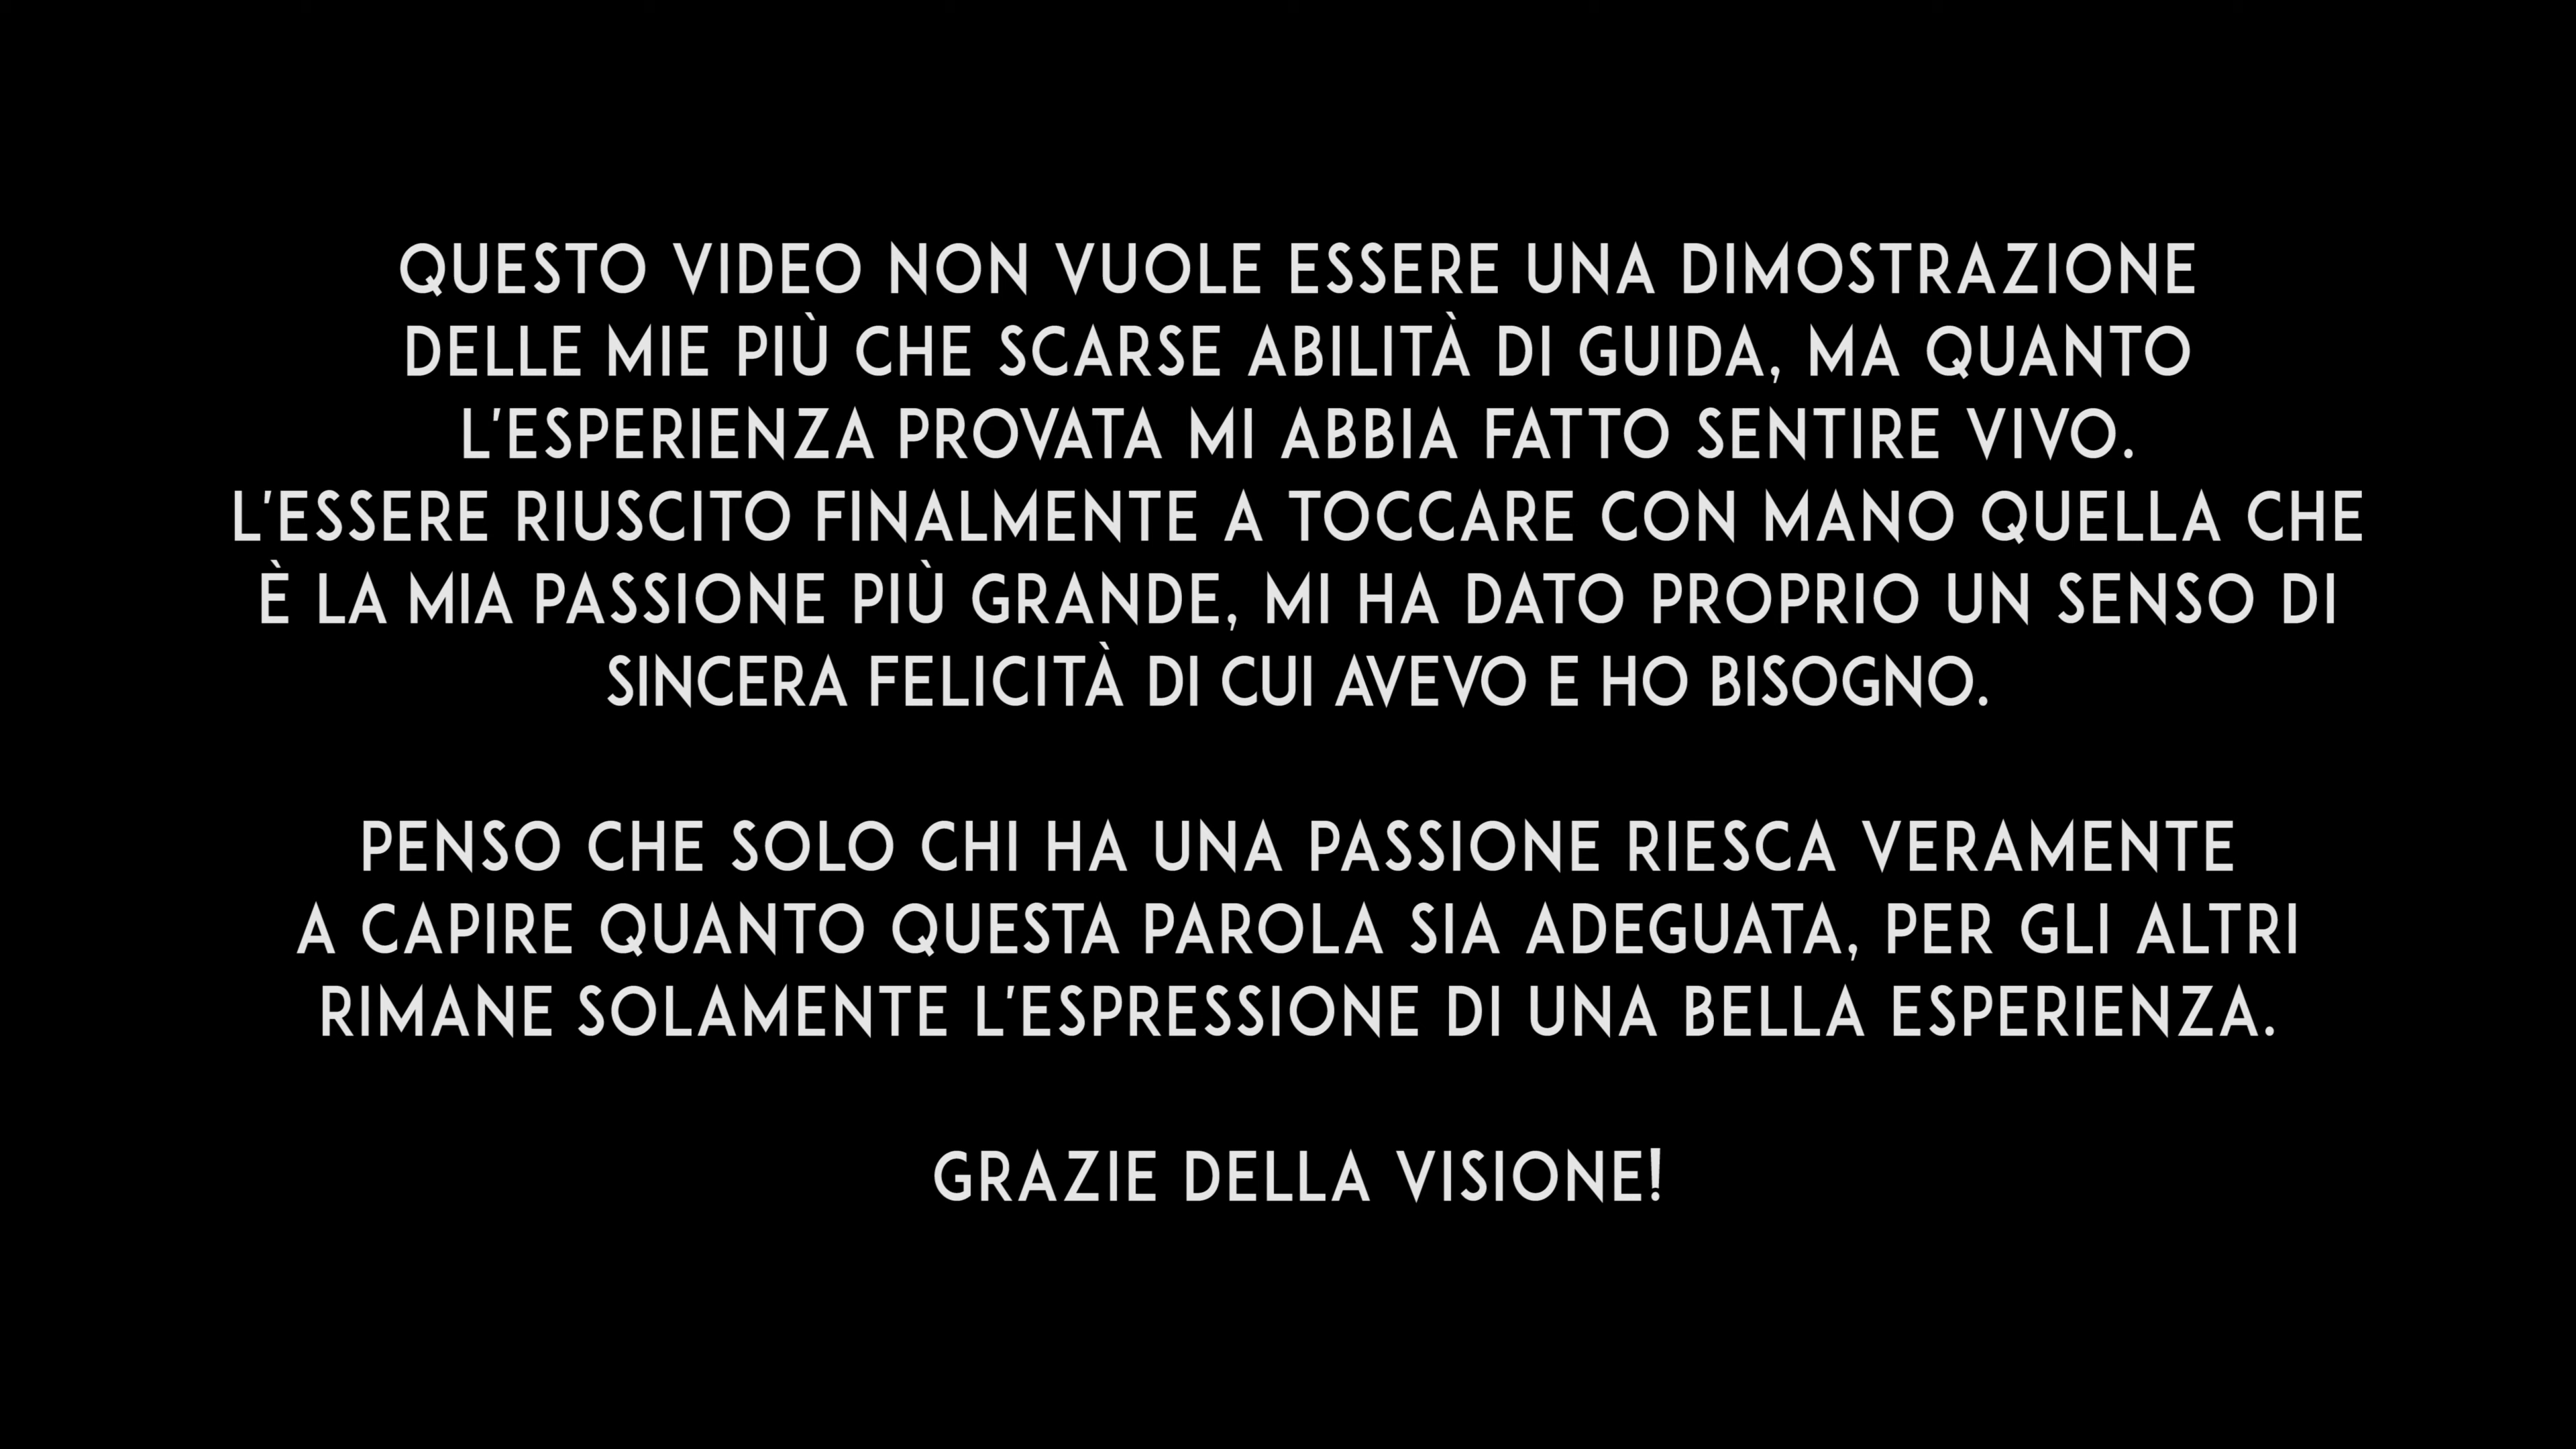 QUESTO VIDEO NON VUOLE ESSERE UNA DIMOSTRAZIONE
DELLE MIE PIÙ CHE SCARSE ABILITÀ DI GUIDA, MA QUANTO
L'ESPERIENZA PROVATA MI ABBIA FATTO SENTIRE VIVO.
L'ESSERE RIUSCITO FINALMENTE A TOCCARE CON MANO QUELLA CHE
È LA MIA PASSIONE PIÙ GRANDE, MI HA DATO PROPRIO UN SENSO DI
SINCERA FELICITÀ DI CUI AVEVO E HO BISOGNO.
PENSO CHE SOLO CHI HA UNA PASSIONE RIESCA VERAMENTE
A CAPIRE QUANTO QUESTA PAROLA SIA ADEGUATA, PER GLI ALTRI
RIMANE SOLAMENTE L'ESPRESSIONE DI UNA BELLA ESPERIENZA.
GRAZIE DELLA VISIONE!